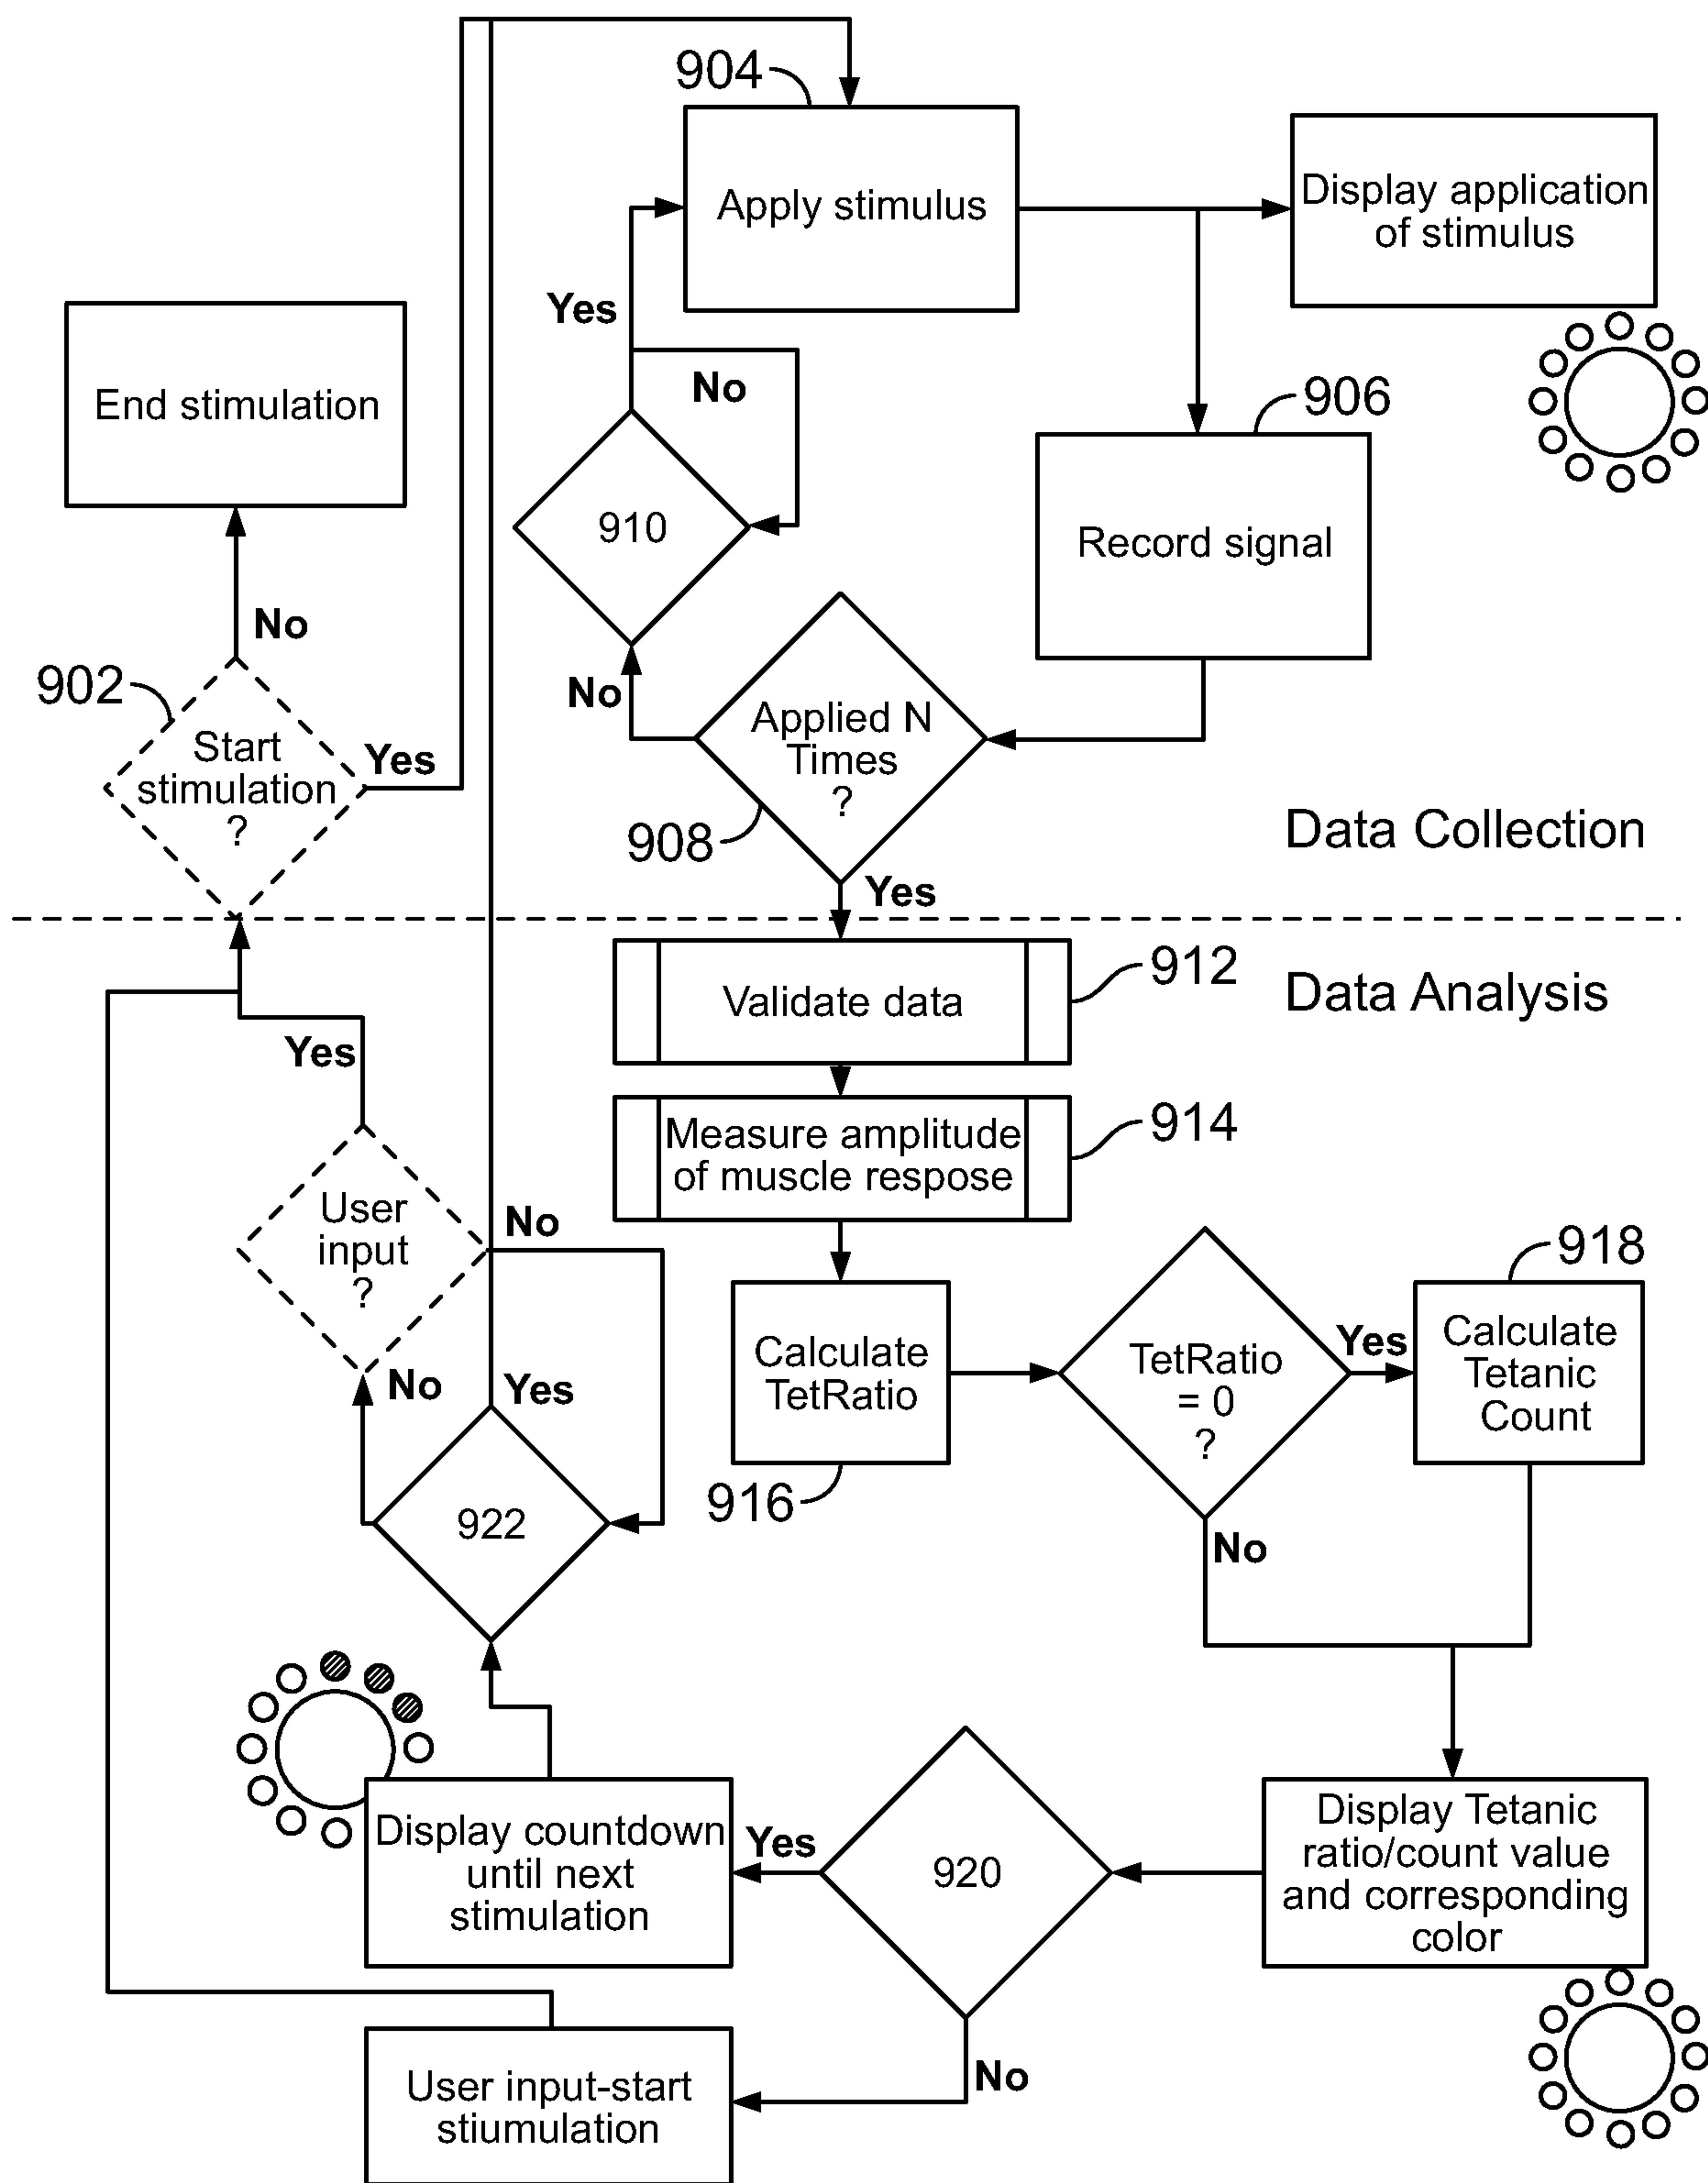 904
Apply stimulus
Display application
of stimulus
Yes
No
End stimulation
906
910
Record signal
No
902
Start
stimulation
?
Yes
No
Applied N
Times
?
908
Data Collection
Yes
912
Validate data
Data Analysis
Yes
914
Measure amplitude
of muscle respose
User
input
?
No
918
Calculate
TetRatio
916
TetRatio
= 0
?
Yes
Calculate
Tetanic
Count
No
Yes
922
No
Display countdown
until next
stimulation
Yes
920
Display Tetanic
ratio/count value
and corresponding
color
No
User input-start
stiumulation